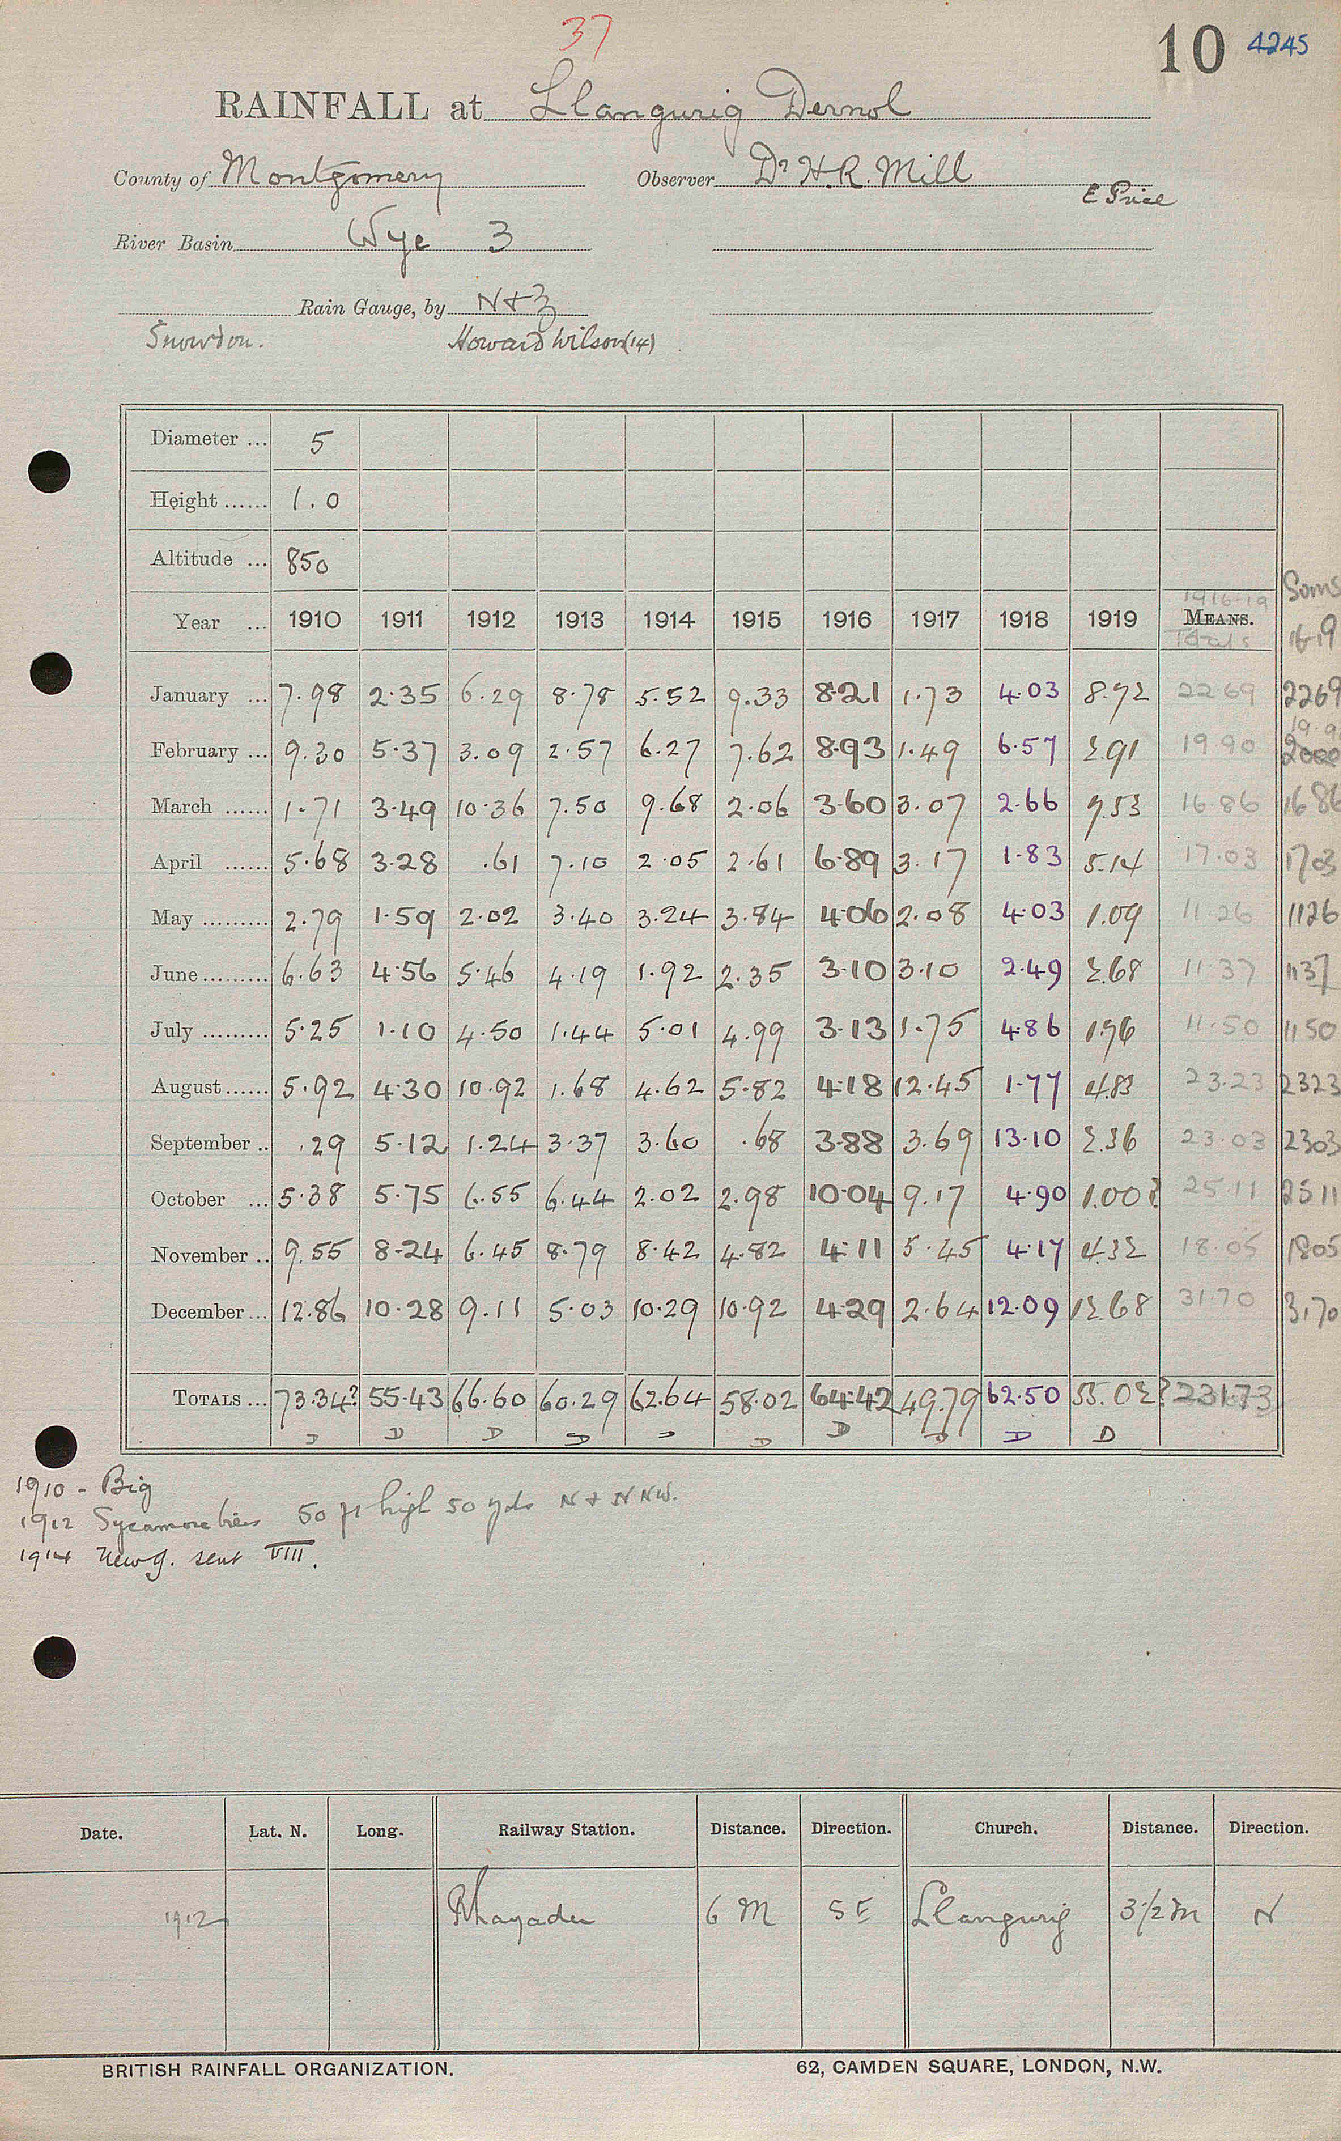 37
10 4245
RAINFALL at Llangurig Dernol
County of Montgomery Observer Dr H.R. Mill
E Price
River Basin Wye 3
Rain Gauge, by N+Z
Snowdon. Howard Wilson (14)
Diameter ... 5
Height ...... 1.0
Altitude ... 850
Year ... 1910 1911 1912 1913 1914 1915 1916 1917 1918 1919 1916-19 MEANS. Totals Sums 16-19
January ... 7.98 2.35 6.29 8.78 5.52 9.33 8.21 1.73 4.03 8.72 22 69 2269
February ... 9.30 5.37 3.09 2.57 6.27 7.62 8.93 1.49 6.57 2.91 19.90 19.9
March ...... 1.71 3.49 10.36 7.50 9.68 2.06 3.60 3.07 2.66 7.53 16.86 1686
April ...... 5.68 3.28 .61 7.10 2.05 2.61 6.89 3.17 1.83 5.14 17.03 1703
May ......... 2.79 1.59 2.02 3.40 3.24 3.84 4.06 2.08 4.03 1.09 11.26 1126
June ......... 6.63 4.56 5.46 4.19 1.92 2.35 3.10 3.10 2.49 2.68 11.37 1137
July ......... 5.25 1.10 4.50 1.44 5.01 4.99 3.13 1.75 4.86 1.76 11.50 1150
August ...... 5.92 4.30 10.92 1.68 4.62 5.82 4.18 12.45 1.77 4.83 23.23 2323
September .. .29 5.12 1.24 3.37 3.60 .68 3.88 3.69 13.10 2.36 23.03 2303
October ... 5.38 5.75 6.55 6.44 2.02 2.98 10.04 9.17 4.90 1.00? 25.11 2511
November .. 9.55 8.24 6.45 8.79 8.42 4.82 4.11 5.45 4.17 4.32 18.05 1805
December ... 12.86 10.28 9.11 5.03 10.29 10.92 4.29 2.64 12.09 12.68 31.70 3170
TOTALS ... 73.34? 55.43 66.60 60.29 62.64 58.02 64.42 49.79 62.50 55.02? 231.73
D D D D D D D D D D
1910 - Big
1912 Sycamore trees 50 ft high 50 yds N + NNW.
1914 New g. sent VIII.
Date. Lat. N. Long. Railway Station. Distance. Direction. Church. Distance. Direction.
1912 Rhayader 6 M SE Llangurig 3½ m N
BRITISH RAINFALL ORGANIZATION. 62, CAMDEN SQUARE, LONDON, N.W.